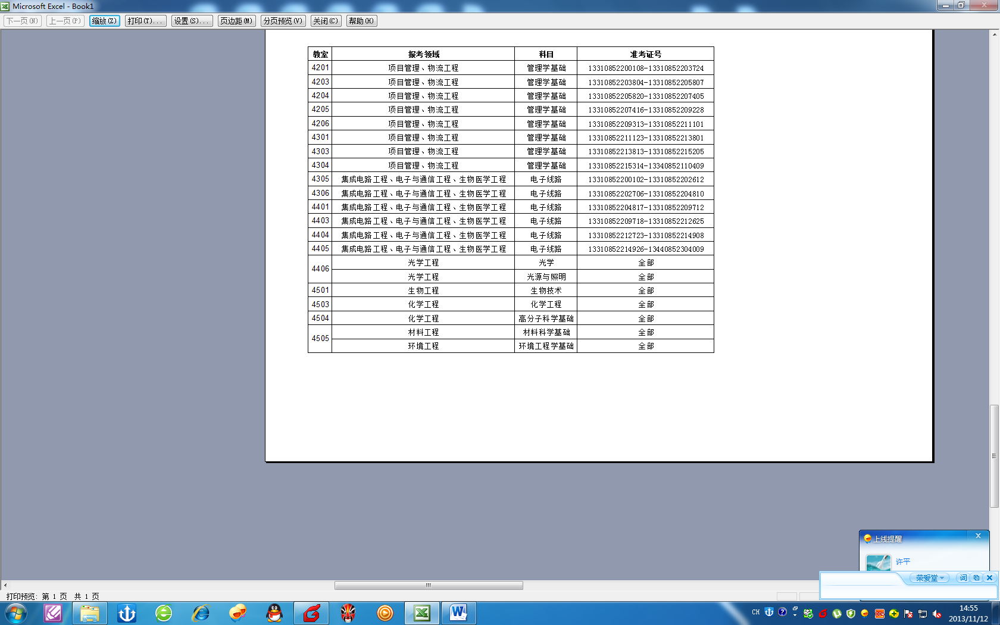 Microsoft Excel - Book1
下一页(N) 上一页(P) 缩放(Z) 打印(T)... 设置(S)... 页边距(M) 分页预览(V) 关闭(C) 帮助(H)
教室 报考领域 科目 准考证号
4201 项目管理、物流工程 管理学基础 13310852200108-13310852203724
4203 项目管理、物流工程 管理学基础 13310852203804-13310852205807
4204 项目管理、物流工程 管理学基础 13310852205820-13310852207405
4205 项目管理、物流工程 管理学基础 13310852207416-13310852209228
4206 项目管理、物流工程 管理学基础 13310852209313-13310852211101
4301 项目管理、物流工程 管理学基础 13310852211123-13310852213801
4303 项目管理、物流工程 管理学基础 13310852213813-13310852215205
4304 项目管理、物流工程 管理学基础 13310852215314-13340852110409
4305 集成电路工程、电子与通信工程、生物医学工程 电子线路 13310852200102-13310852202612
4306 集成电路工程、电子与通信工程、生物医学工程 电子线路 13310852202706-13310852204810
4401 集成电路工程、电子与通信工程、生物医学工程 电子线路 13310852204817-13310852209712
4403 集成电路工程、电子与通信工程、生物医学工程 电子线路 13310852209718-13310852212625
4404 集成电路工程、电子与通信工程、生物医学工程 电子线路 13310852212723-13310852214908
4405 集成电路工程、电子与通信工程、生物医学工程 电子线路 13310852214926-13440852304009
4406 光学工程 光学 全部
光学工程 光源与照明 全部
4501 生物工程 生物技术 全部
4503 化学工程 化学工程 全部
4504 化学工程 高分子科学基础 全部
4505 材料工程 材料科学基础 全部
环境工程 环境工程学基础 全部
上线提醒
许平
荣爱堂 词
打印预览: 第 1 页 共 1 页
CH 14:55
2013/11/12